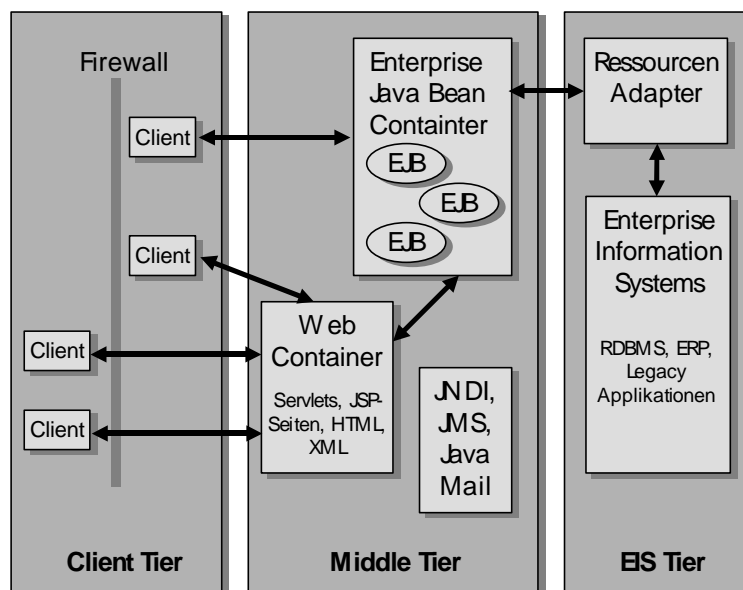 Firewall
Client
Client
Client
Client
Client Tier
Enterprise
Java Bean
Containter
EJB
EJB
EJB
Web
Container
Servlets, JSP-
Seiten, HTML,
XML
JNDI,
JMS,
Java
Mail
Middle Tier
Ressourcen
Adapter
Enterprise
Information
Systems
RDBMS, ERP,
Legacy
Applikationen
EIS Tier